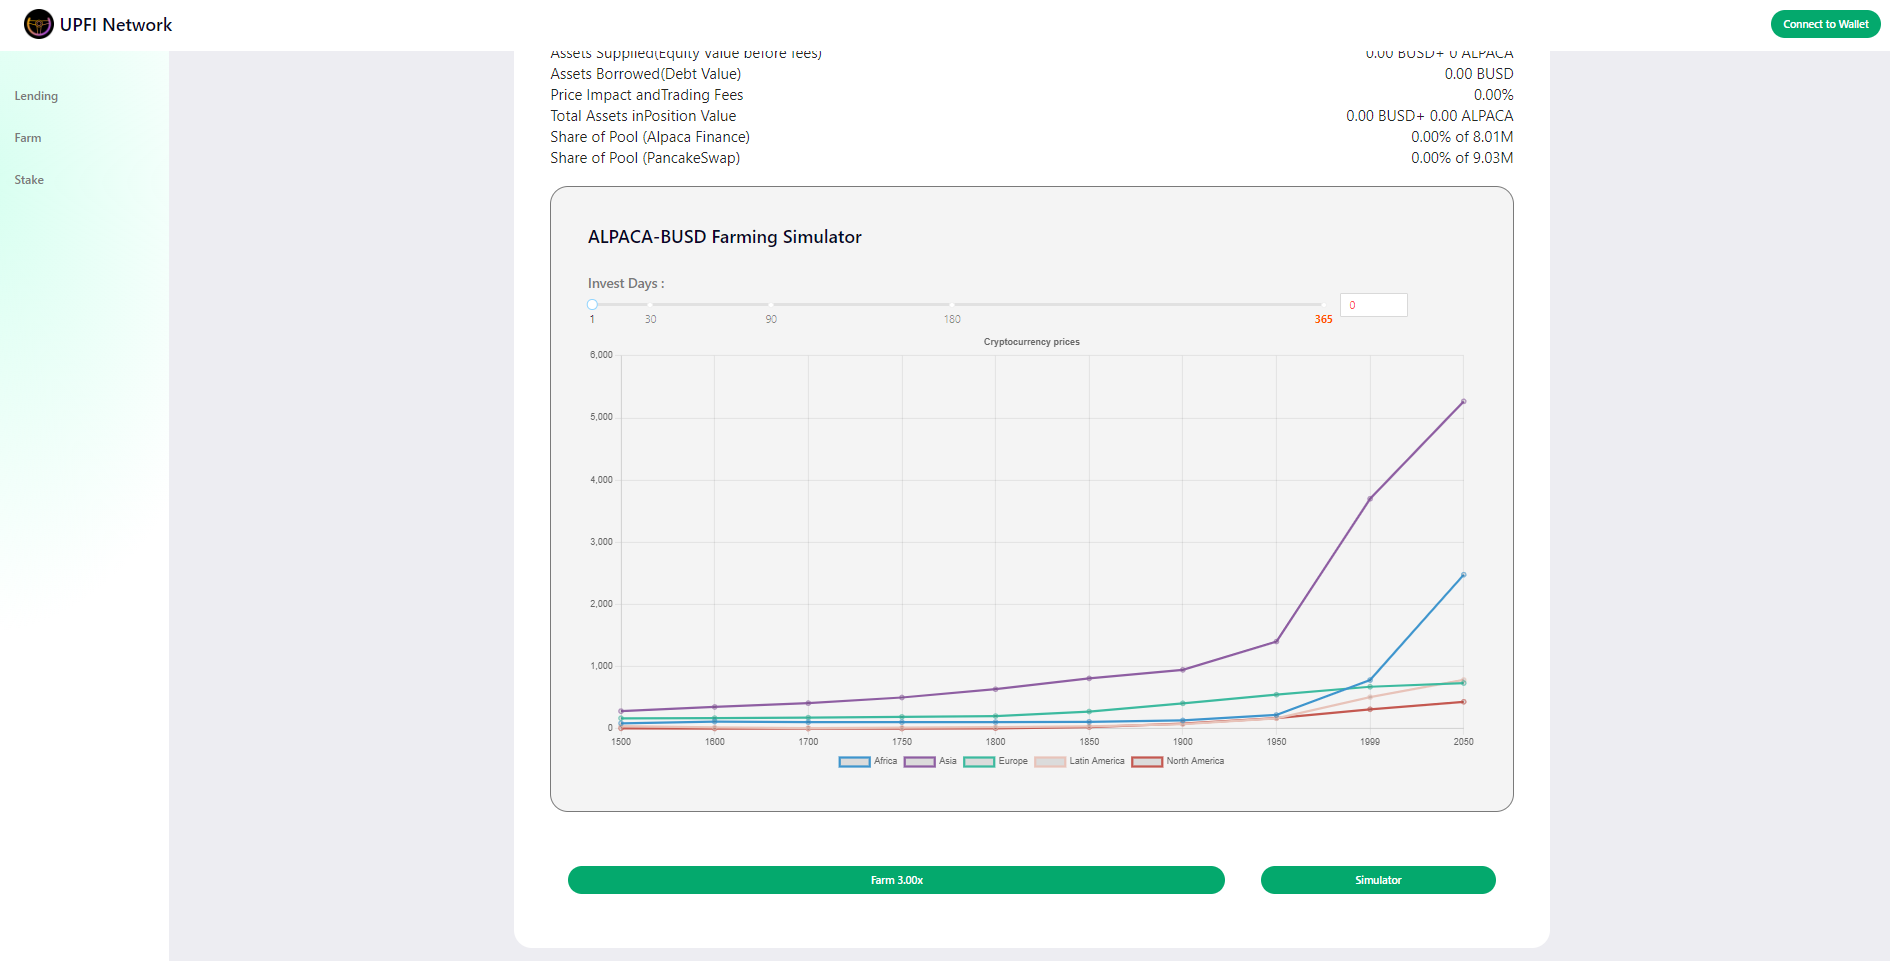 UPFI Network
Connect to Wallet
Lending
Farm
Stake
Assets Supplied(Equity Value before fees) 0.00 BUSD+ 0 ALPACA
Assets Borrowed(Debt Value) 0.00 BUSD
Price Impact andTrading Fees 0.00%
Total Assets inPosition Value 0.00 BUSD+ 0.00 ALPACA
Share of Pool (Alpaca Finance) 0.00% of 8.01M
Share of Pool (PancakeSwap) 0.00% of 9.03M
ALPACA-BUSD Farming Simulator
Invest Days :
0
1 30 90 180 365
Cryptocurrency prices
6,000
5,000
4,000
3,000
2,000
1,000
0
1500 1600 1700 1750 1800 1850 1900 1950 1999 2050
Africa Asia Europe Latin America North America
Farm 3.00x
Simulator